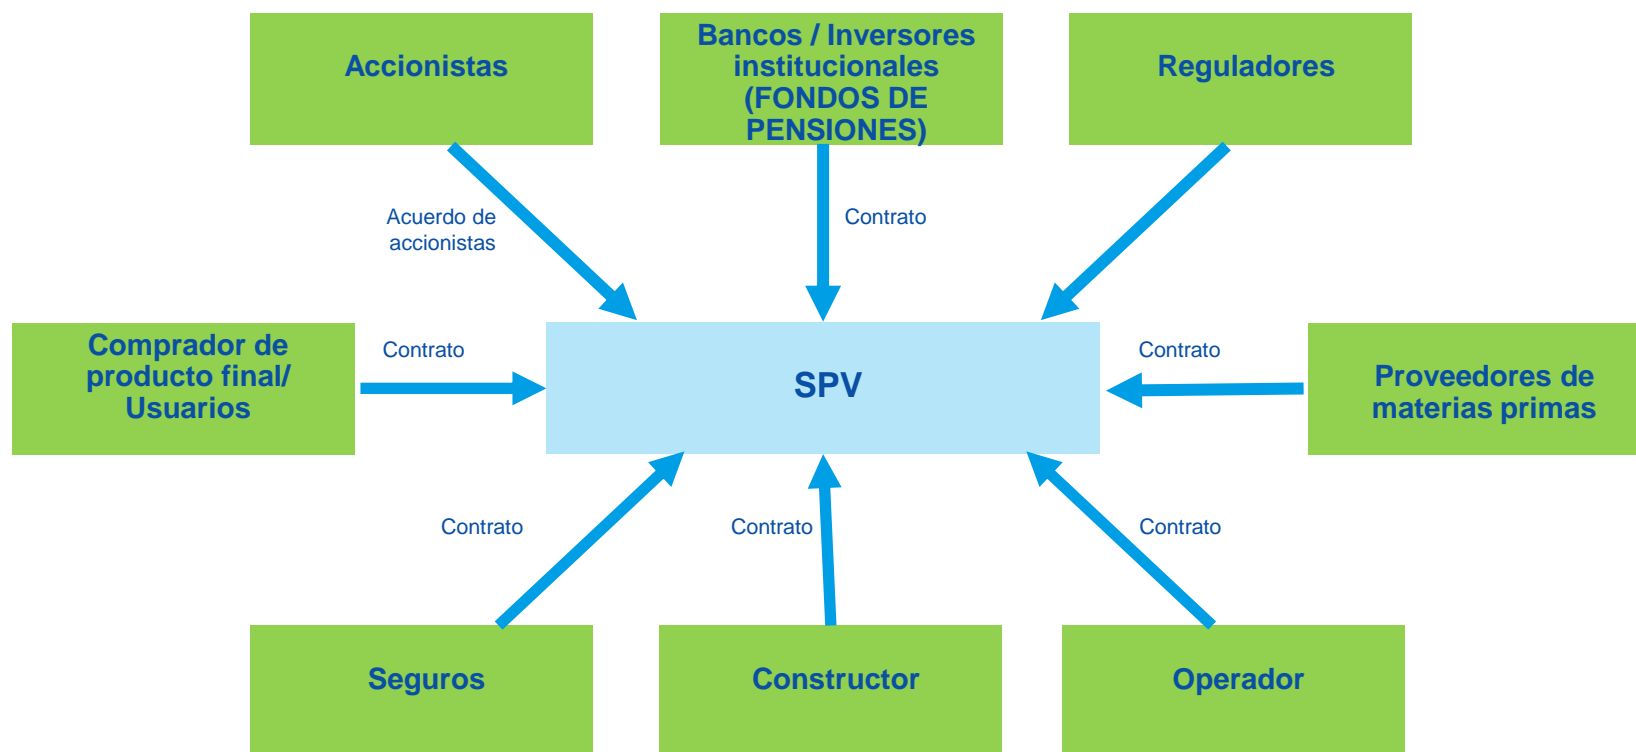 Accionistas
Bancos / Inversores
institucionales
(FONDOS DE
PENSIONES)
Reguladores
Acuerdo de
accionistas
Contrato
Comprador de
producto final/
Usuarios
Contrato
SPV
Contrato
Proveedores de
materias primas
Contrato
Contrato
Contrato
Seguros
Constructor
Operador